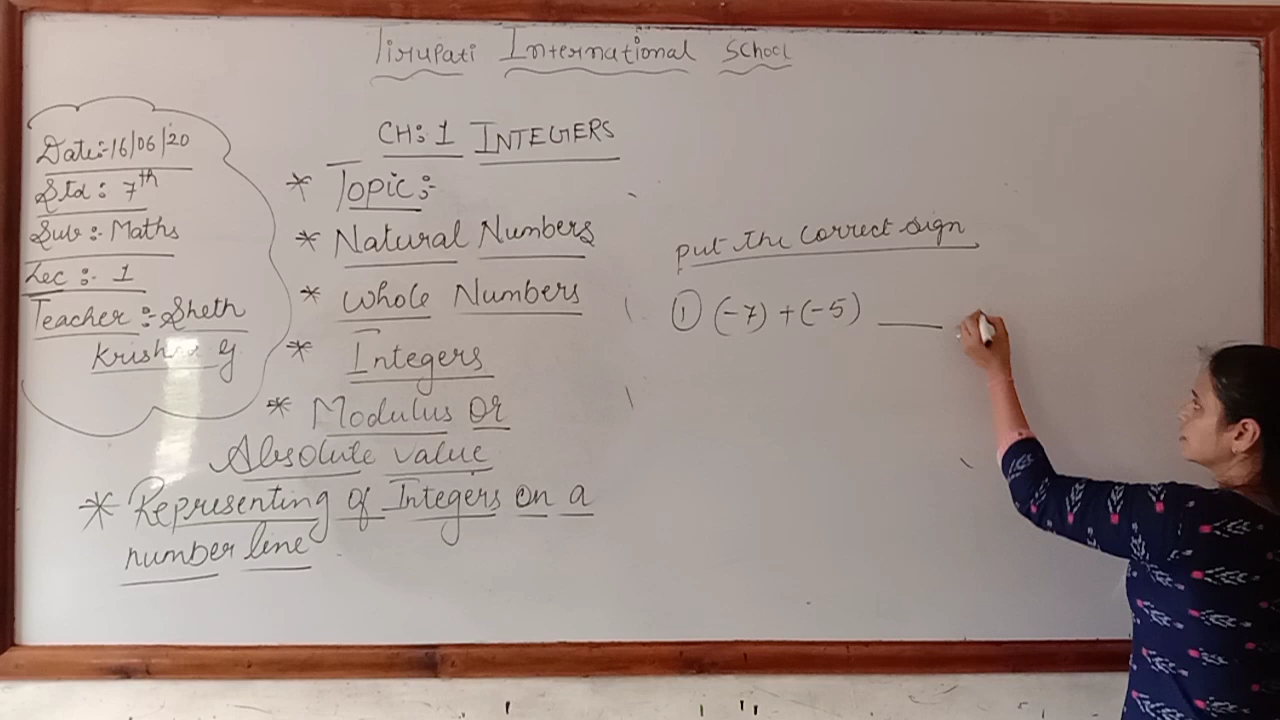 Tirupati International School
Date:-16/06/20
Std : 7th
Sub :- Maths
Lec :- 1
Teacher :- Sheth
Krishna G
CH: 1 INTEGERS
* Topic :-
* Natural Numbers
* Whole Numbers
* Integers
* Modulus or
Absolute value
* Representing of Integers on a
number line
put the correct sign
① (-7) + (-5) ____ (